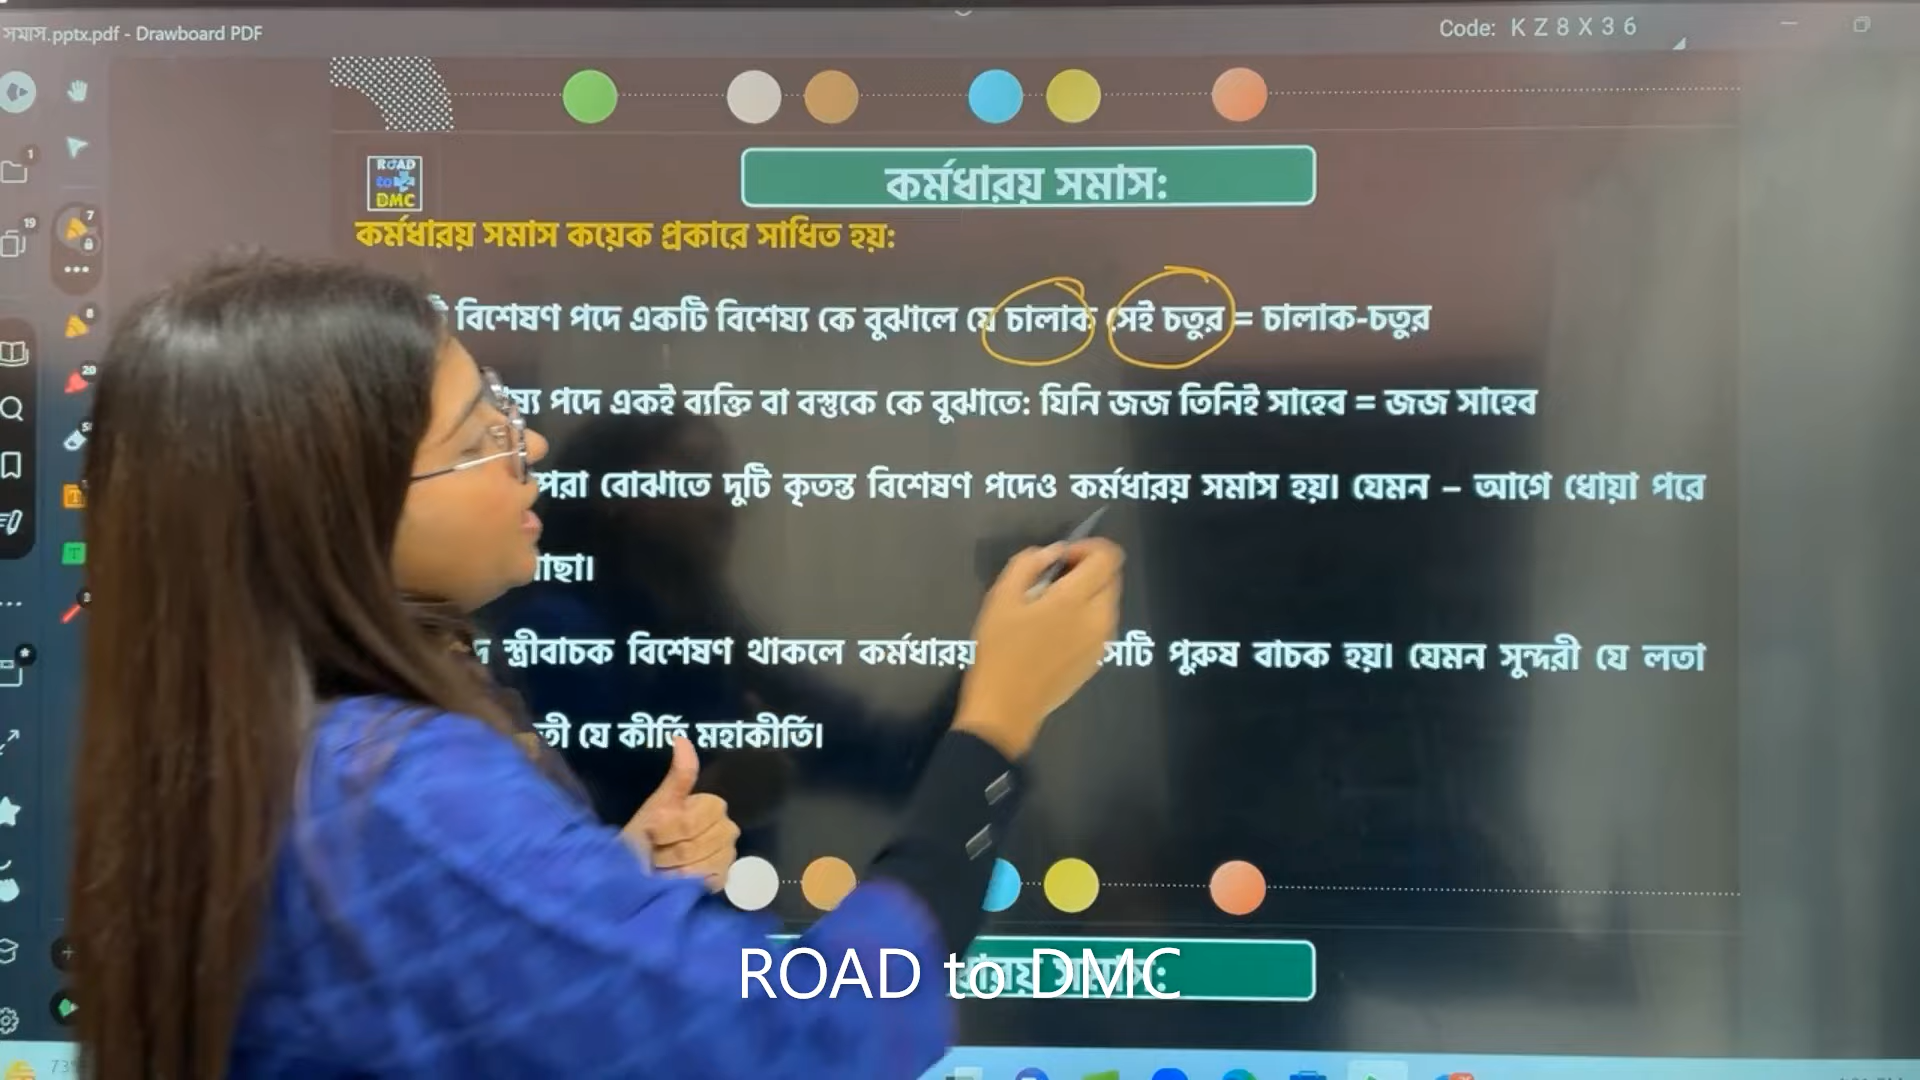 সমাস.pptx.pdf - Drawboard PDF
Code: KZ8X36
ROAD
to
DMC
কর্মধারয় সমাস:
কর্মধারয় সমাস কয়েক প্রকারে সাধিত হয়:
বিশেষণ পদে একটি বিশেষ্য কে বুঝালে যে চালাক সেই চতুর = চালাক-চতুর
পদে একই ব্যক্তি বা বস্তুকে কে বুঝাতে: যিনি জজ তিনিই সাহেব = জজ সাহেব
বোঝাতে দুটি কৃতন্ত বিশেষণ পদেও কর্মধারয় সমাস হয়। যেমন – আগে ধোয়া পরে
স্ত্রীবাচক বিশেষণ থাকলে কর্মধারয় পুরুষ বাচক হয়। যেমন সুন্দরী যে লতা
যে কীর্তি মহাকীর্তি।
সমাস:
ROAD to DMC